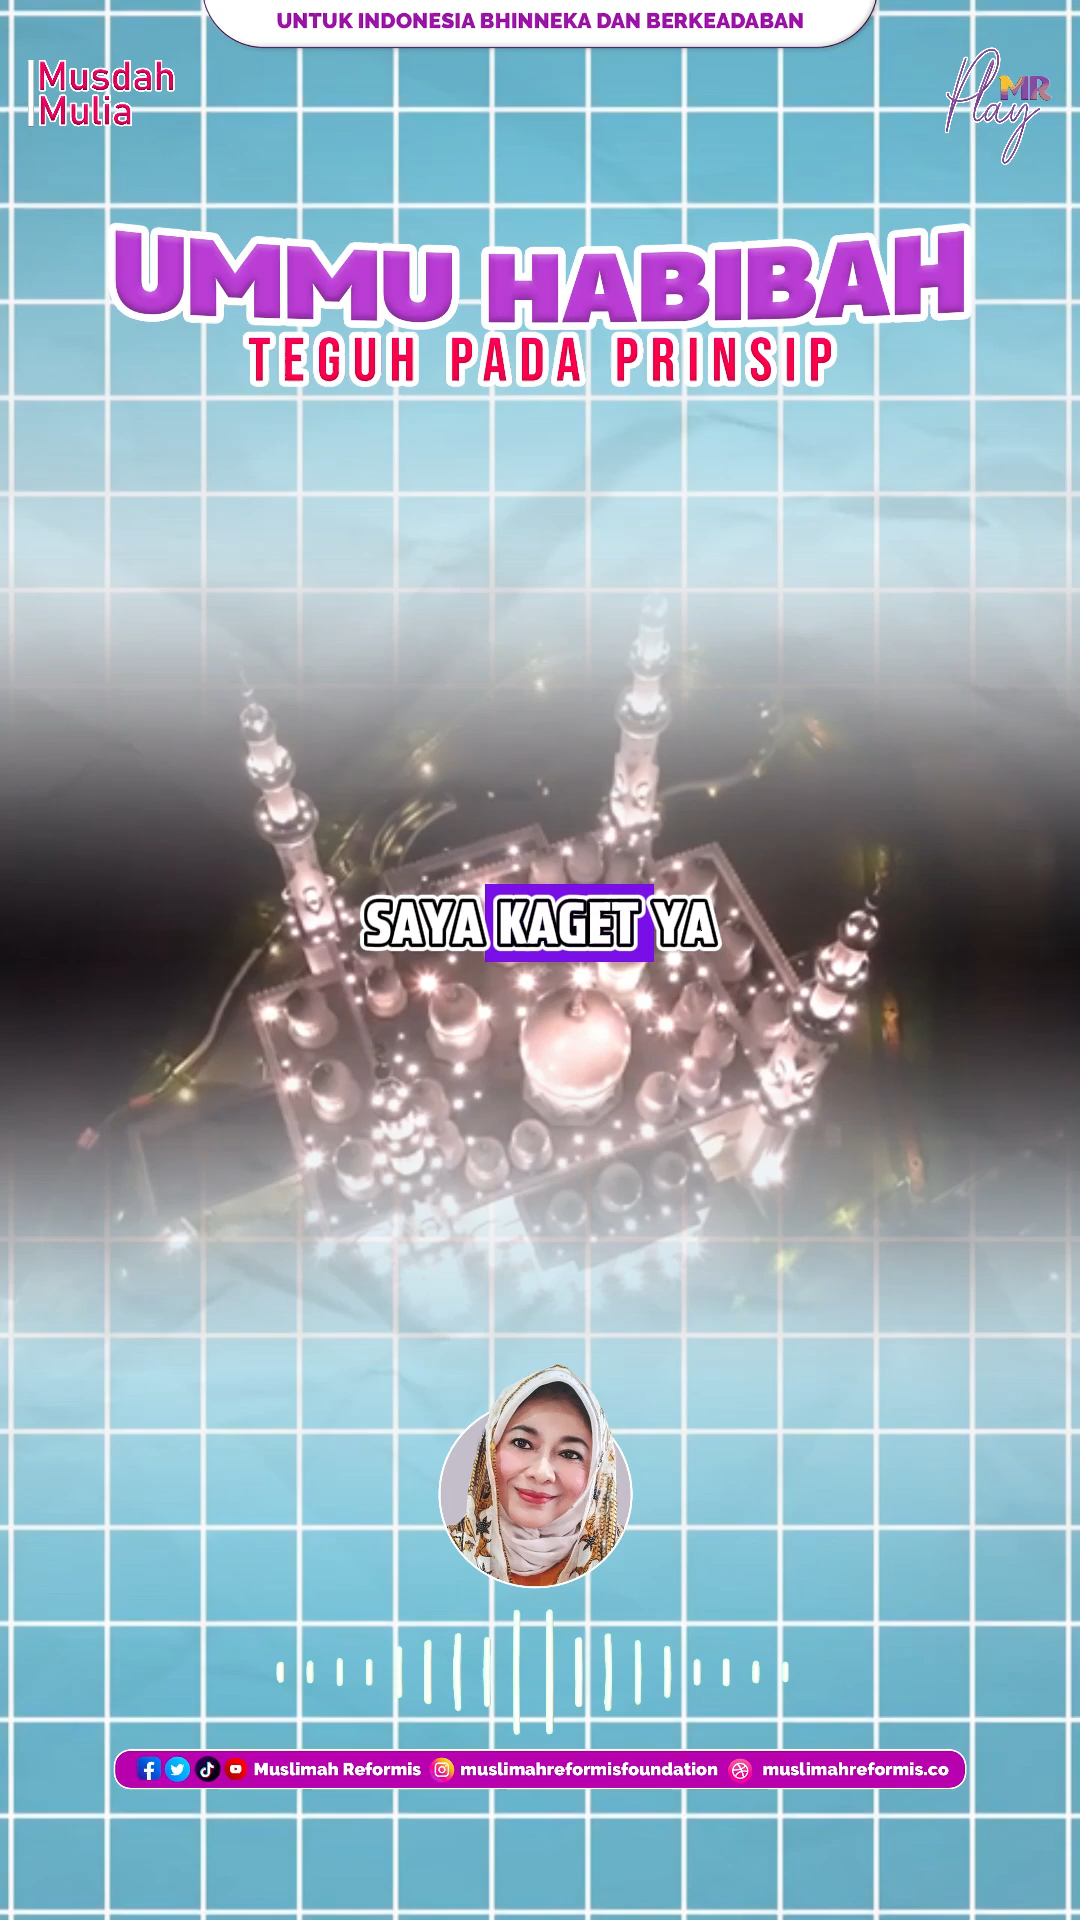 UNTUK INDONESIA BHINNEKA DAN BERKEADABAN
Musdah
Mulia
MR
Play
UMMU HABIBAH
TEGUH PADA PRINSIP
SAYA KAGET YA
Muslimah Reformis muslimahreformisfoundation muslimahreformis.co